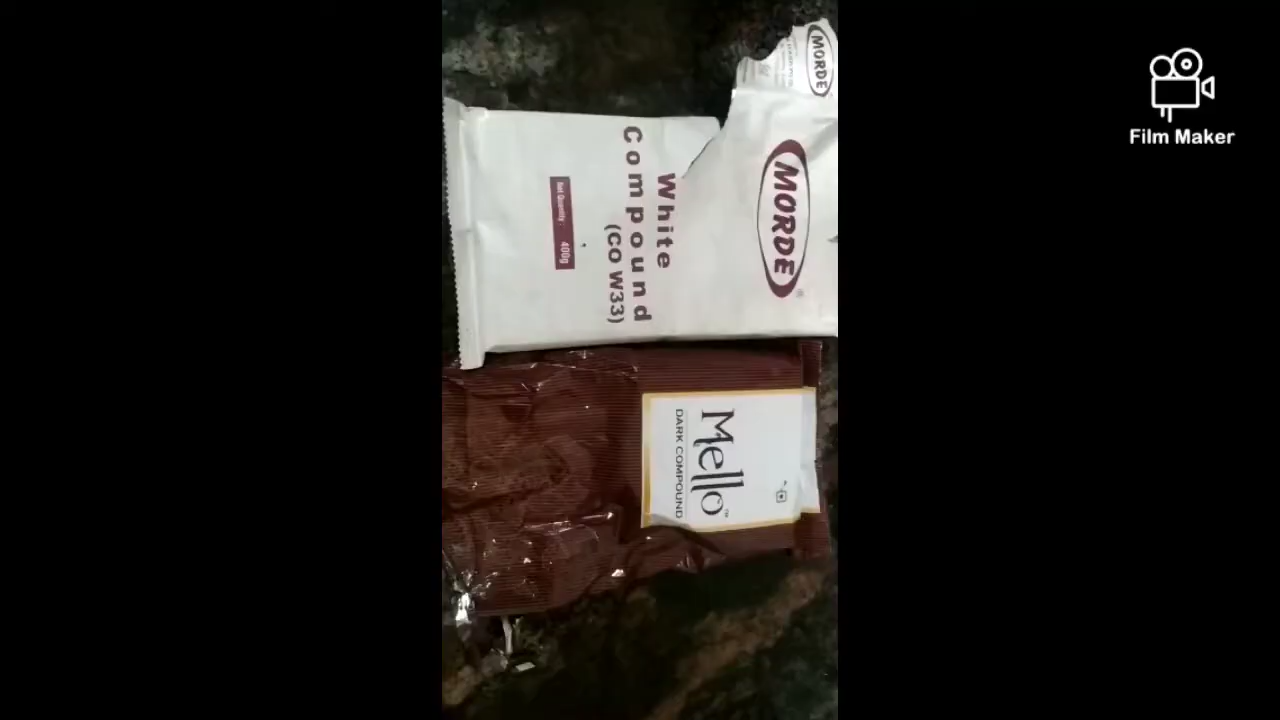 MORDE
MORDE
White
Compound
(CO W33)
Net Quantity : 400g
Mello
DARK COMPOUND
Film Maker